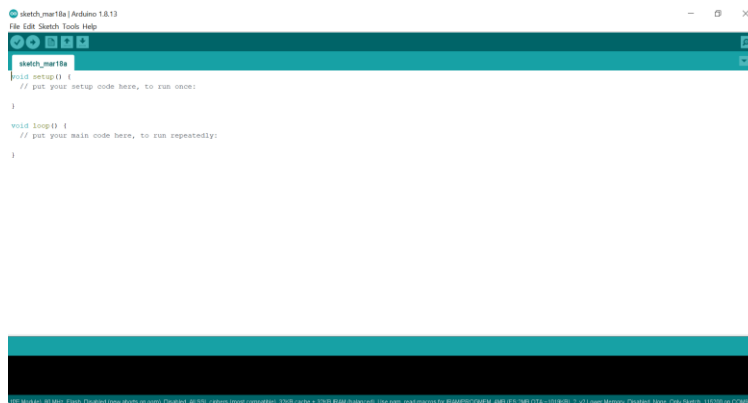 sketch_mar18a | Arduino 1.8.13
File Edit Sketch Tools Help
sketch_mar18a
void setup() {
// put your setup code here, to run once:
}
void loop() {
// put your main code here, to run repeatedly:
}